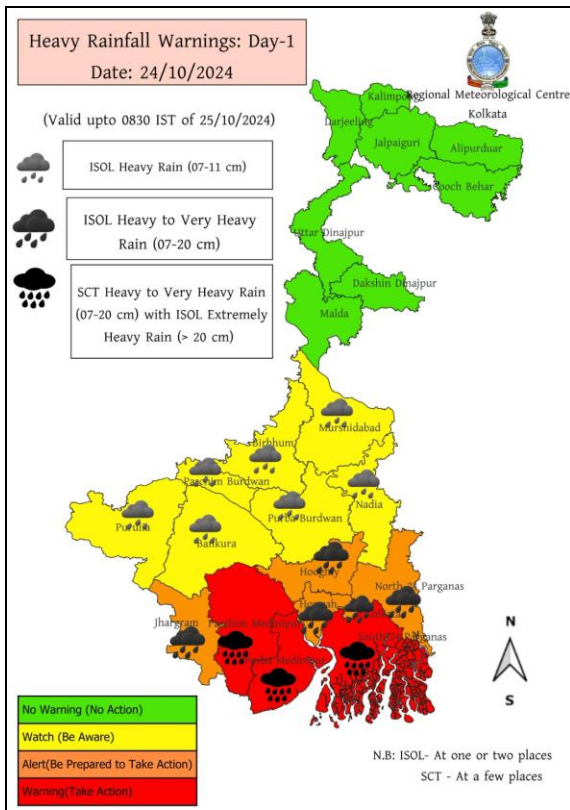 Heavy Rainfall Warnings: Day-1
Date: 24/10/2024
Regional Meteorological Centre
Kolkata
(Valid upto 0830 IST of 25/10/2024)
ISOL Heavy Rain (07-11 cm)
ISOL Heavy to Very Heavy
Rain (07-20 cm)
SCT Heavy to Very Heavy Rain
(07-20 cm) with ISOL Extremely
Heavy Rain (> 20 cm)
Kalimpong
Darjeeling
Jalpaiguri
Alipurduar
Cooch Behar
Uttar Dinajpur
Dakshin Dinajpur
Malda
Murshidabad
Birbhum
Paschim Burdwan
Nadia
Purulia
Purba Burdwan
Bankura
Hooghly
North 24 Parganas
Howrah
Jhargram
Paschim Medinipur
South 24 Parganas
Purba Medinipur
N
S
No Warning (No Action)
Watch (Be Aware)
Alert(Be Prepared to Take Action)
Warning(Take Action)
N.B: ISOL- At one or two places
SCT - At a few places